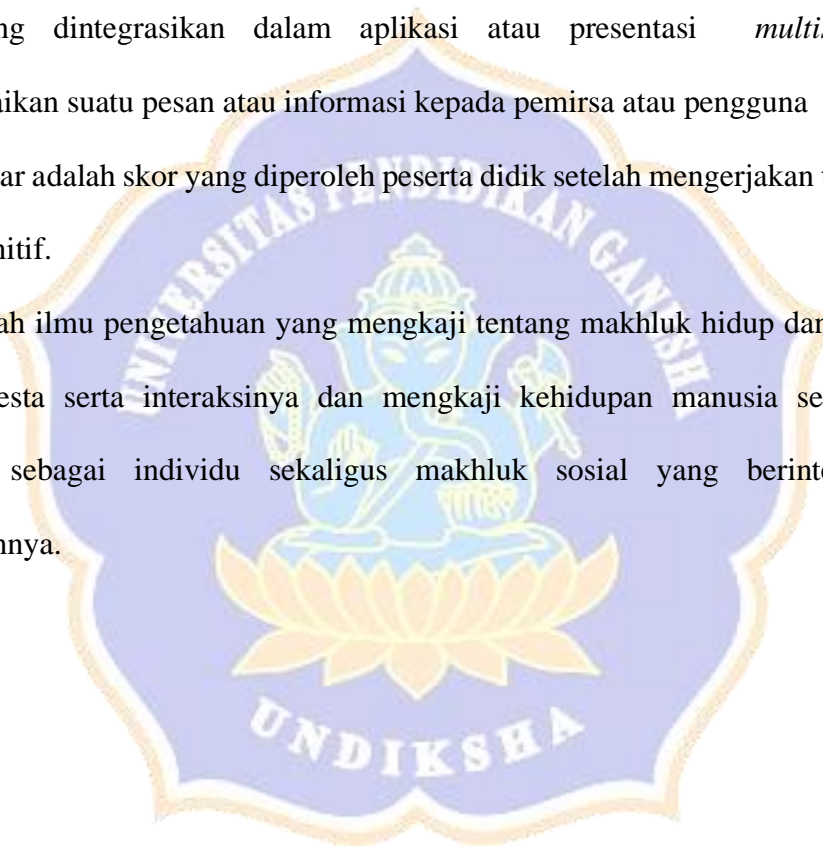 ng dintegrasikan dalam aplikasi atau presentasi multi
aikan suatu pesan atau informasi kepada pemirsa atau pengguna
ar adalah skor yang diperoleh peserta didik setelah mengerjakan t
UNIVERSITAS PENDIDIKAN GANESHA
nitif.
ah ilmu pengetahuan yang mengkaji tentang makhluk hidup dan
esta serta interaksinya dan mengkaji kehidupan manusia se
sebagai individu sekaligus makhluk sosial yang berint
nnya.
UNDIKSHA